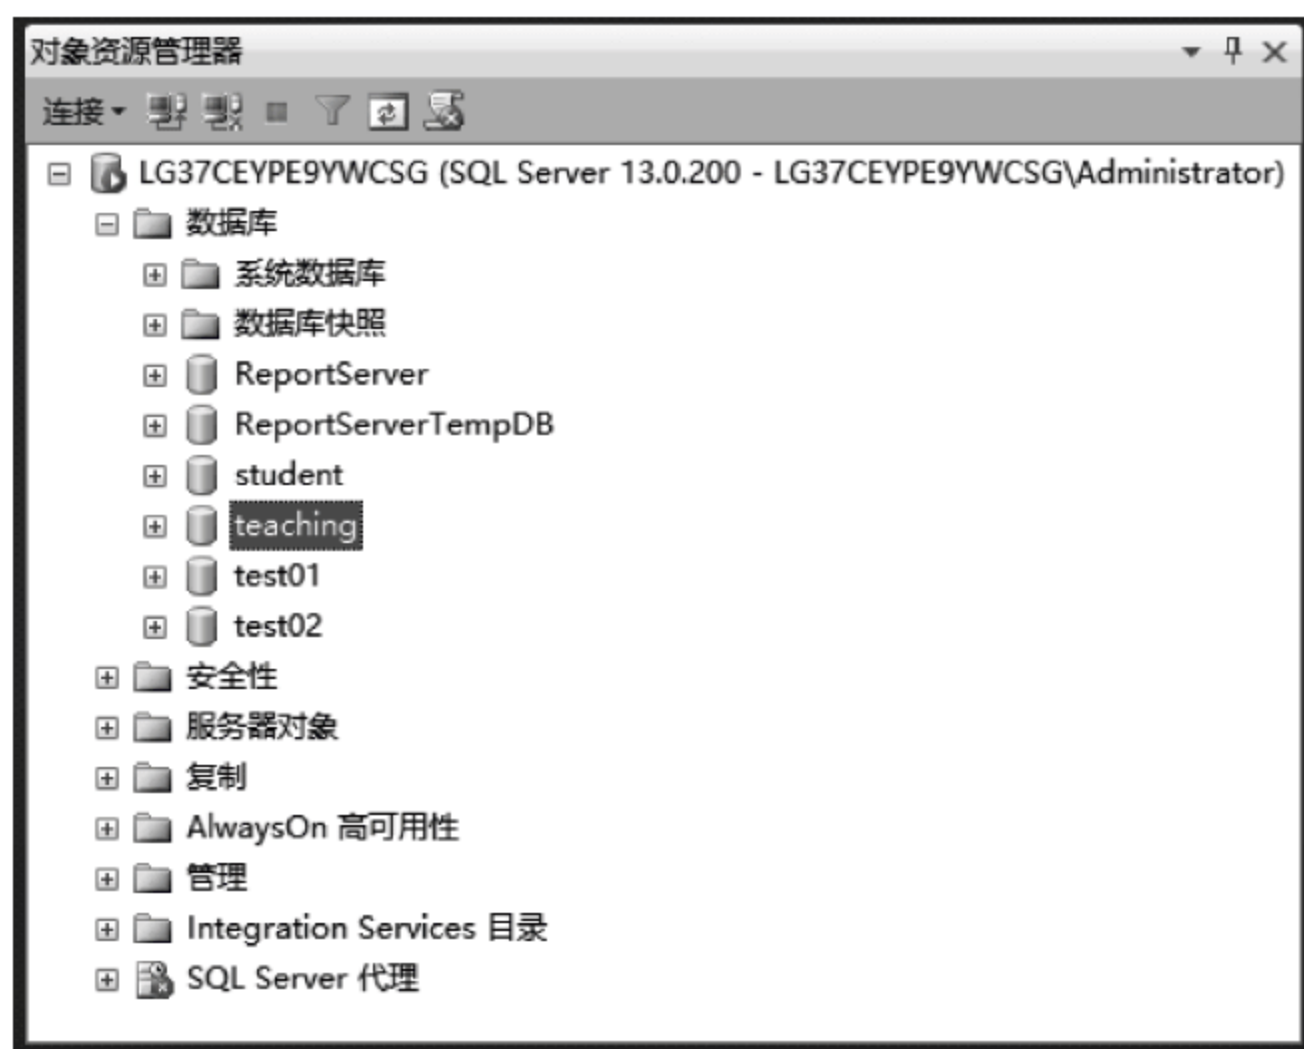 对象资源管理器
连接
LG37CEYPE9YWCSG (SQL Server 13.0.200 - LG37CEYPE9YWCSG\Administrator)
数据库
系统数据库
数据库快照
ReportServer
ReportServerTempDB
student
teaching
test01
test02
安全性
服务器对象
复制
AlwaysOn 高可用性
管理
Integration Services 目录
SQL Server 代理